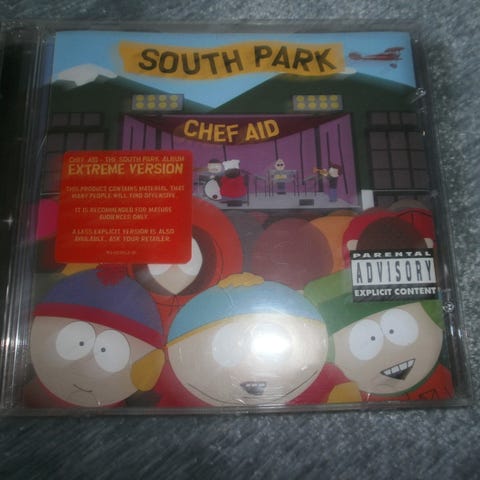 SOUTH PARK
CHEF AID
CHEF AID - THE SOUTH PARK ALBUM
EXTREME VERSION
THIS PRODUCT CONTAINS MATERIAL THAT
MANY PEOPLE WILL FIND OFFENSIVE.
IT IS RECOMMENDED FOR MATURE
AUDIENCES ONLY.
A LESS EXPLICIT VERSION IS ALSO
AVAILABLE. ASK YOUR RETAILER.
PARENTAL
ADVISORY
EXPLICIT CONTENT